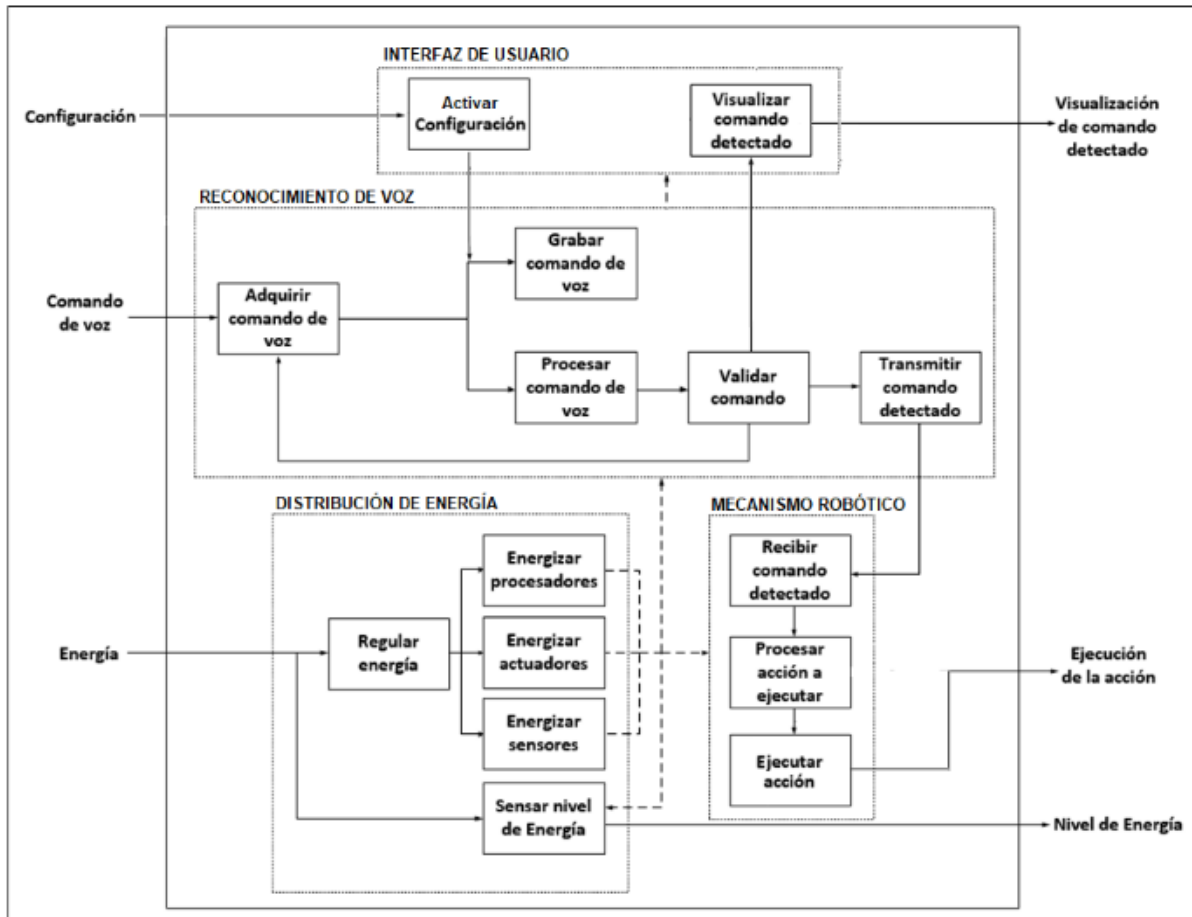 INTERFAZ DE USUARIO
Configuración
Activar
Configuración
Visualizar
comando
detectado
Visualización
de comando
detectado
RECONOCIMIENTO DE VOZ
Comando
de voz
Adquirir
comando de
voz
Grabar
comando de
voz
Procesar
comando de
voz
Validar
comando
Transmitir
comando
detectado
DISTRIBUCIÓN DE ENERGÍA
Energía
Regular
energía
Energizar
procesadores
Energizar
actuadores
Energizar
sensores
Sensar nivel
de Energía
MECANISMO ROBÓTICO
Recibir
comando
detectado
Procesar
acción a
ejecutar
Ejecutar
acción
Ejecución
de la acción
Nivel de Energía